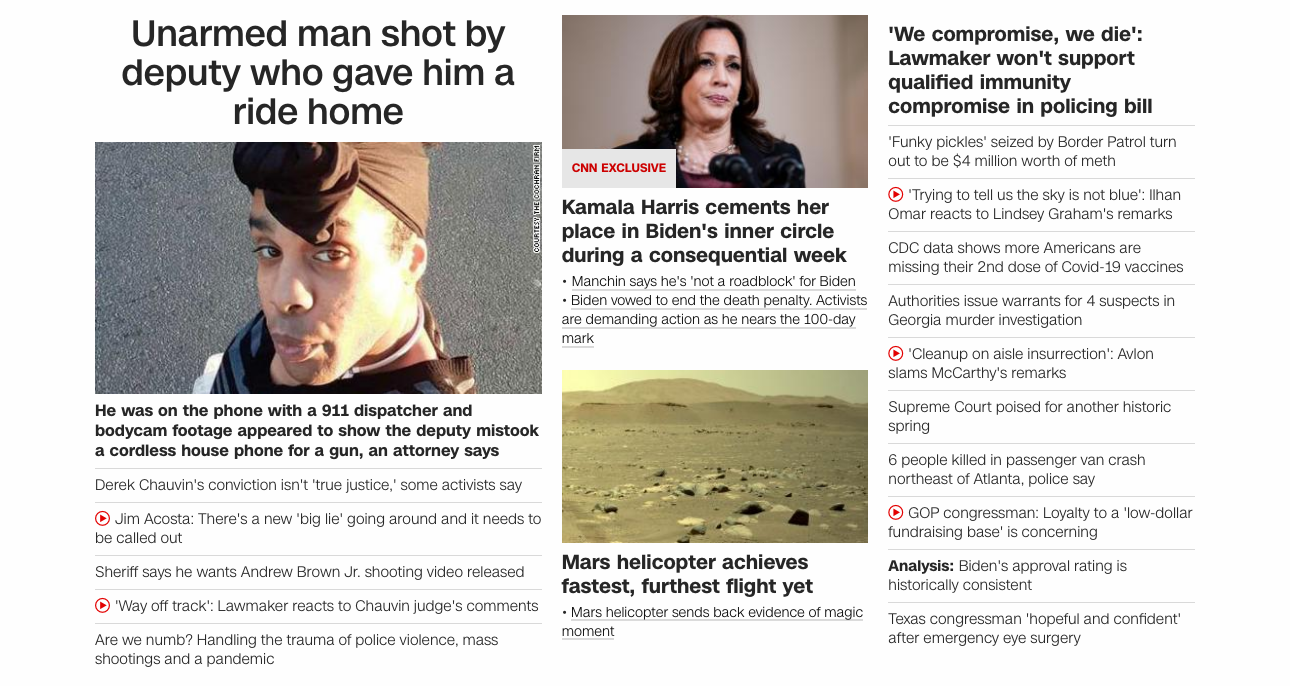 Unarmed man shot by
deputy who gave him a
ride home
COURTESY THE COCHRAN FIRM
He was on the phone with a 911 dispatcher and
bodycam footage appeared to show the deputy mistook
a cordless house phone for a gun, an attorney says
Derek Chauvin's conviction isn't 'true justice,' some activists say
Jim Acosta: There's a new 'big lie' going around and it needs to
be called out
Sheriff says he wants Andrew Brown Jr. shooting video released
'Way off track': Lawmaker reacts to Chauvin judge's comments
Are we numb? Handling the trauma of police violence, mass
shootings and a pandemic
CNN EXCLUSIVE
Kamala Harris cements her
place in Biden's inner circle
during a consequential week
• Manchin says he's 'not a roadblock' for Biden
• Biden vowed to end the death penalty. Activists
are demanding action as he nears the 100-day
mark
Mars helicopter achieves
fastest, furthest flight yet
• Mars helicopter sends back evidence of magic
moment
'We compromise, we die':
Lawmaker won't support
qualified immunity
compromise in policing bill
'Funky pickles' seized by Border Patrol turn
out to be $4 million worth of meth
'Trying to tell us the sky is not blue': Ilhan
Omar reacts to Lindsey Graham's remarks
CDC data shows more Americans are
missing their 2nd dose of Covid-19 vaccines
Authorities issue warrants for 4 suspects in
Georgia murder investigation
'Cleanup on aisle insurrection': Avlon
slams McCarthy's remarks
Supreme Court poised for another historic
spring
6 people killed in passenger van crash
northeast of Atlanta, police say
GOP congressman: Loyalty to a 'low-dollar
fundraising base' is concerning
Analysis: Biden's approval rating is
historically consistent
Texas congressman 'hopeful and confident'
after emergency eye surgery